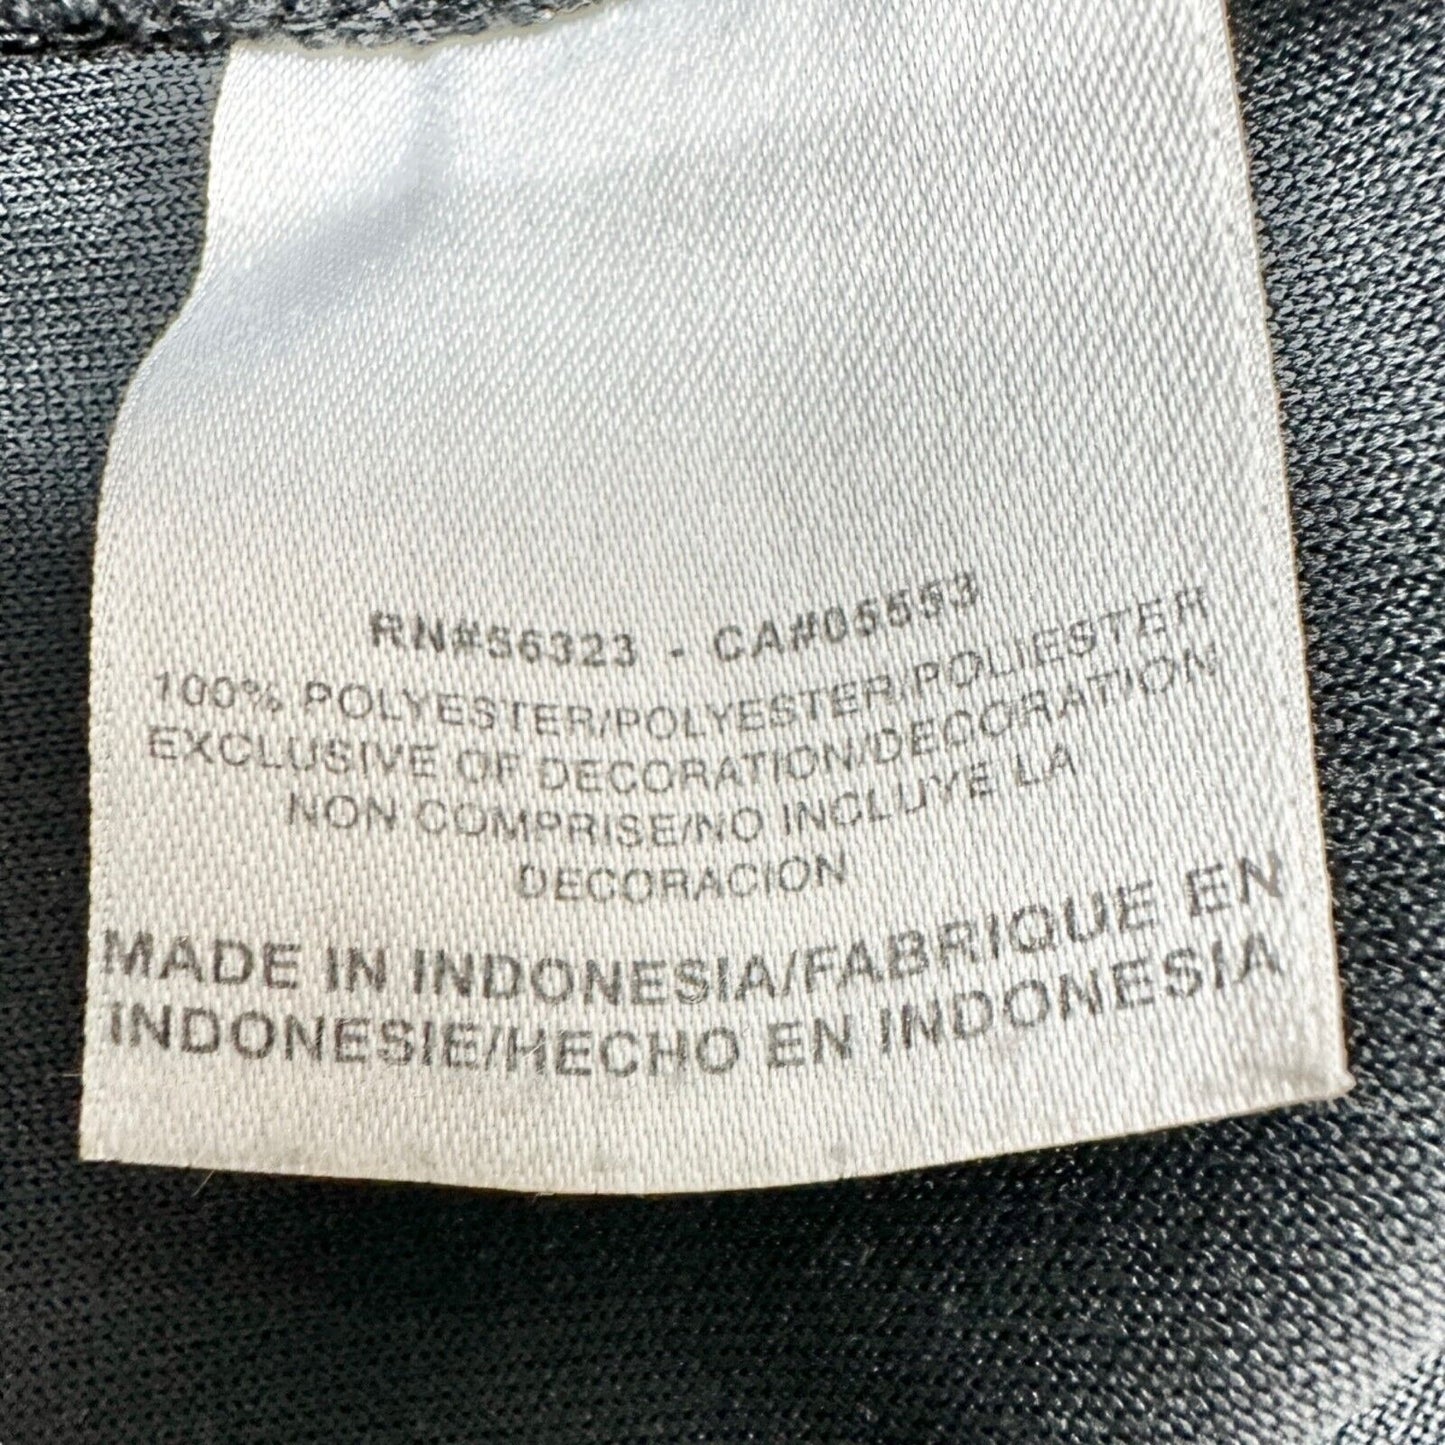 RN#56323 - CA#05553
100% POLYESTER/POLYESTER/POLIESTER
EXCLUSIVE OF DECORATION/DECORATION
NON COMPRISE/NO INCLUYE LA
DECORACION
MADE IN INDONESIA/FABRIQUE EN
INDONESIE/HECHO EN INDONESIA